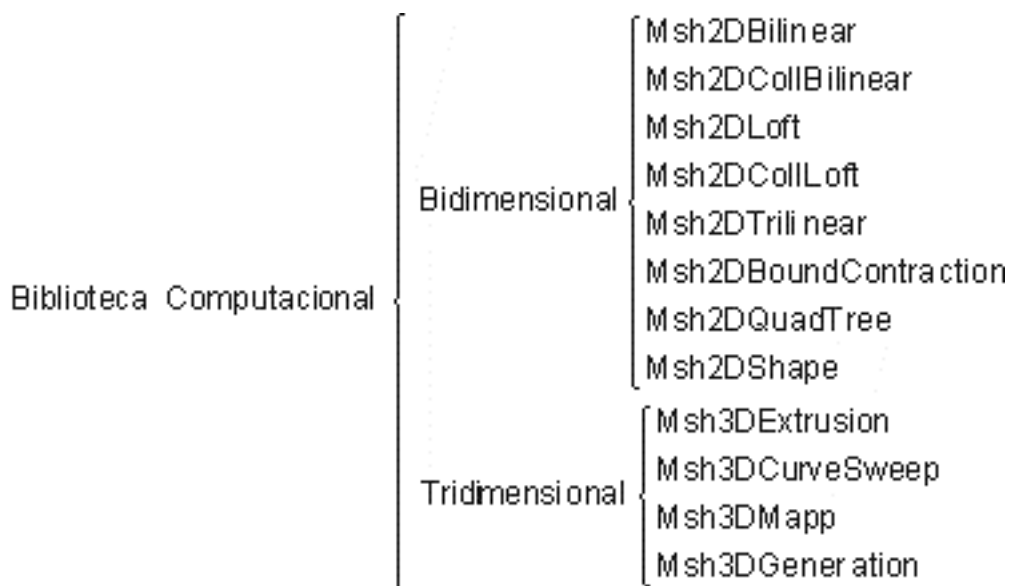 Msh2DBilinear
Msh2DCollBilinear
Msh2DLoft
Msh2DCollLoft
Bidimensional
Msh2DTrilinear
Msh2DBoundContraction
Biblioteca Computacional
Msh2DQuadTree
Msh2DShape
Msh3DExtrusion
Msh3DCurveSweep
Tridimensional
Msh3DMapp
Msh3DGeneration